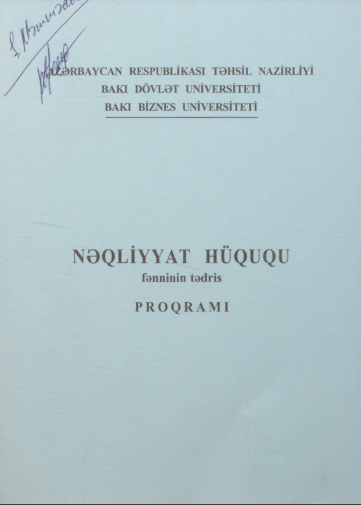 AZƏRBAYCAN RESPUBLİKASI TƏHSİL NAZİRLİYİ
BAKI DÖVLƏT UNİVERSİTETİ
BAKI BİZNES UNİVERSİTETİ
NƏQLİYYAT HÜQUQU
fənninin tədris
PROQRAMI